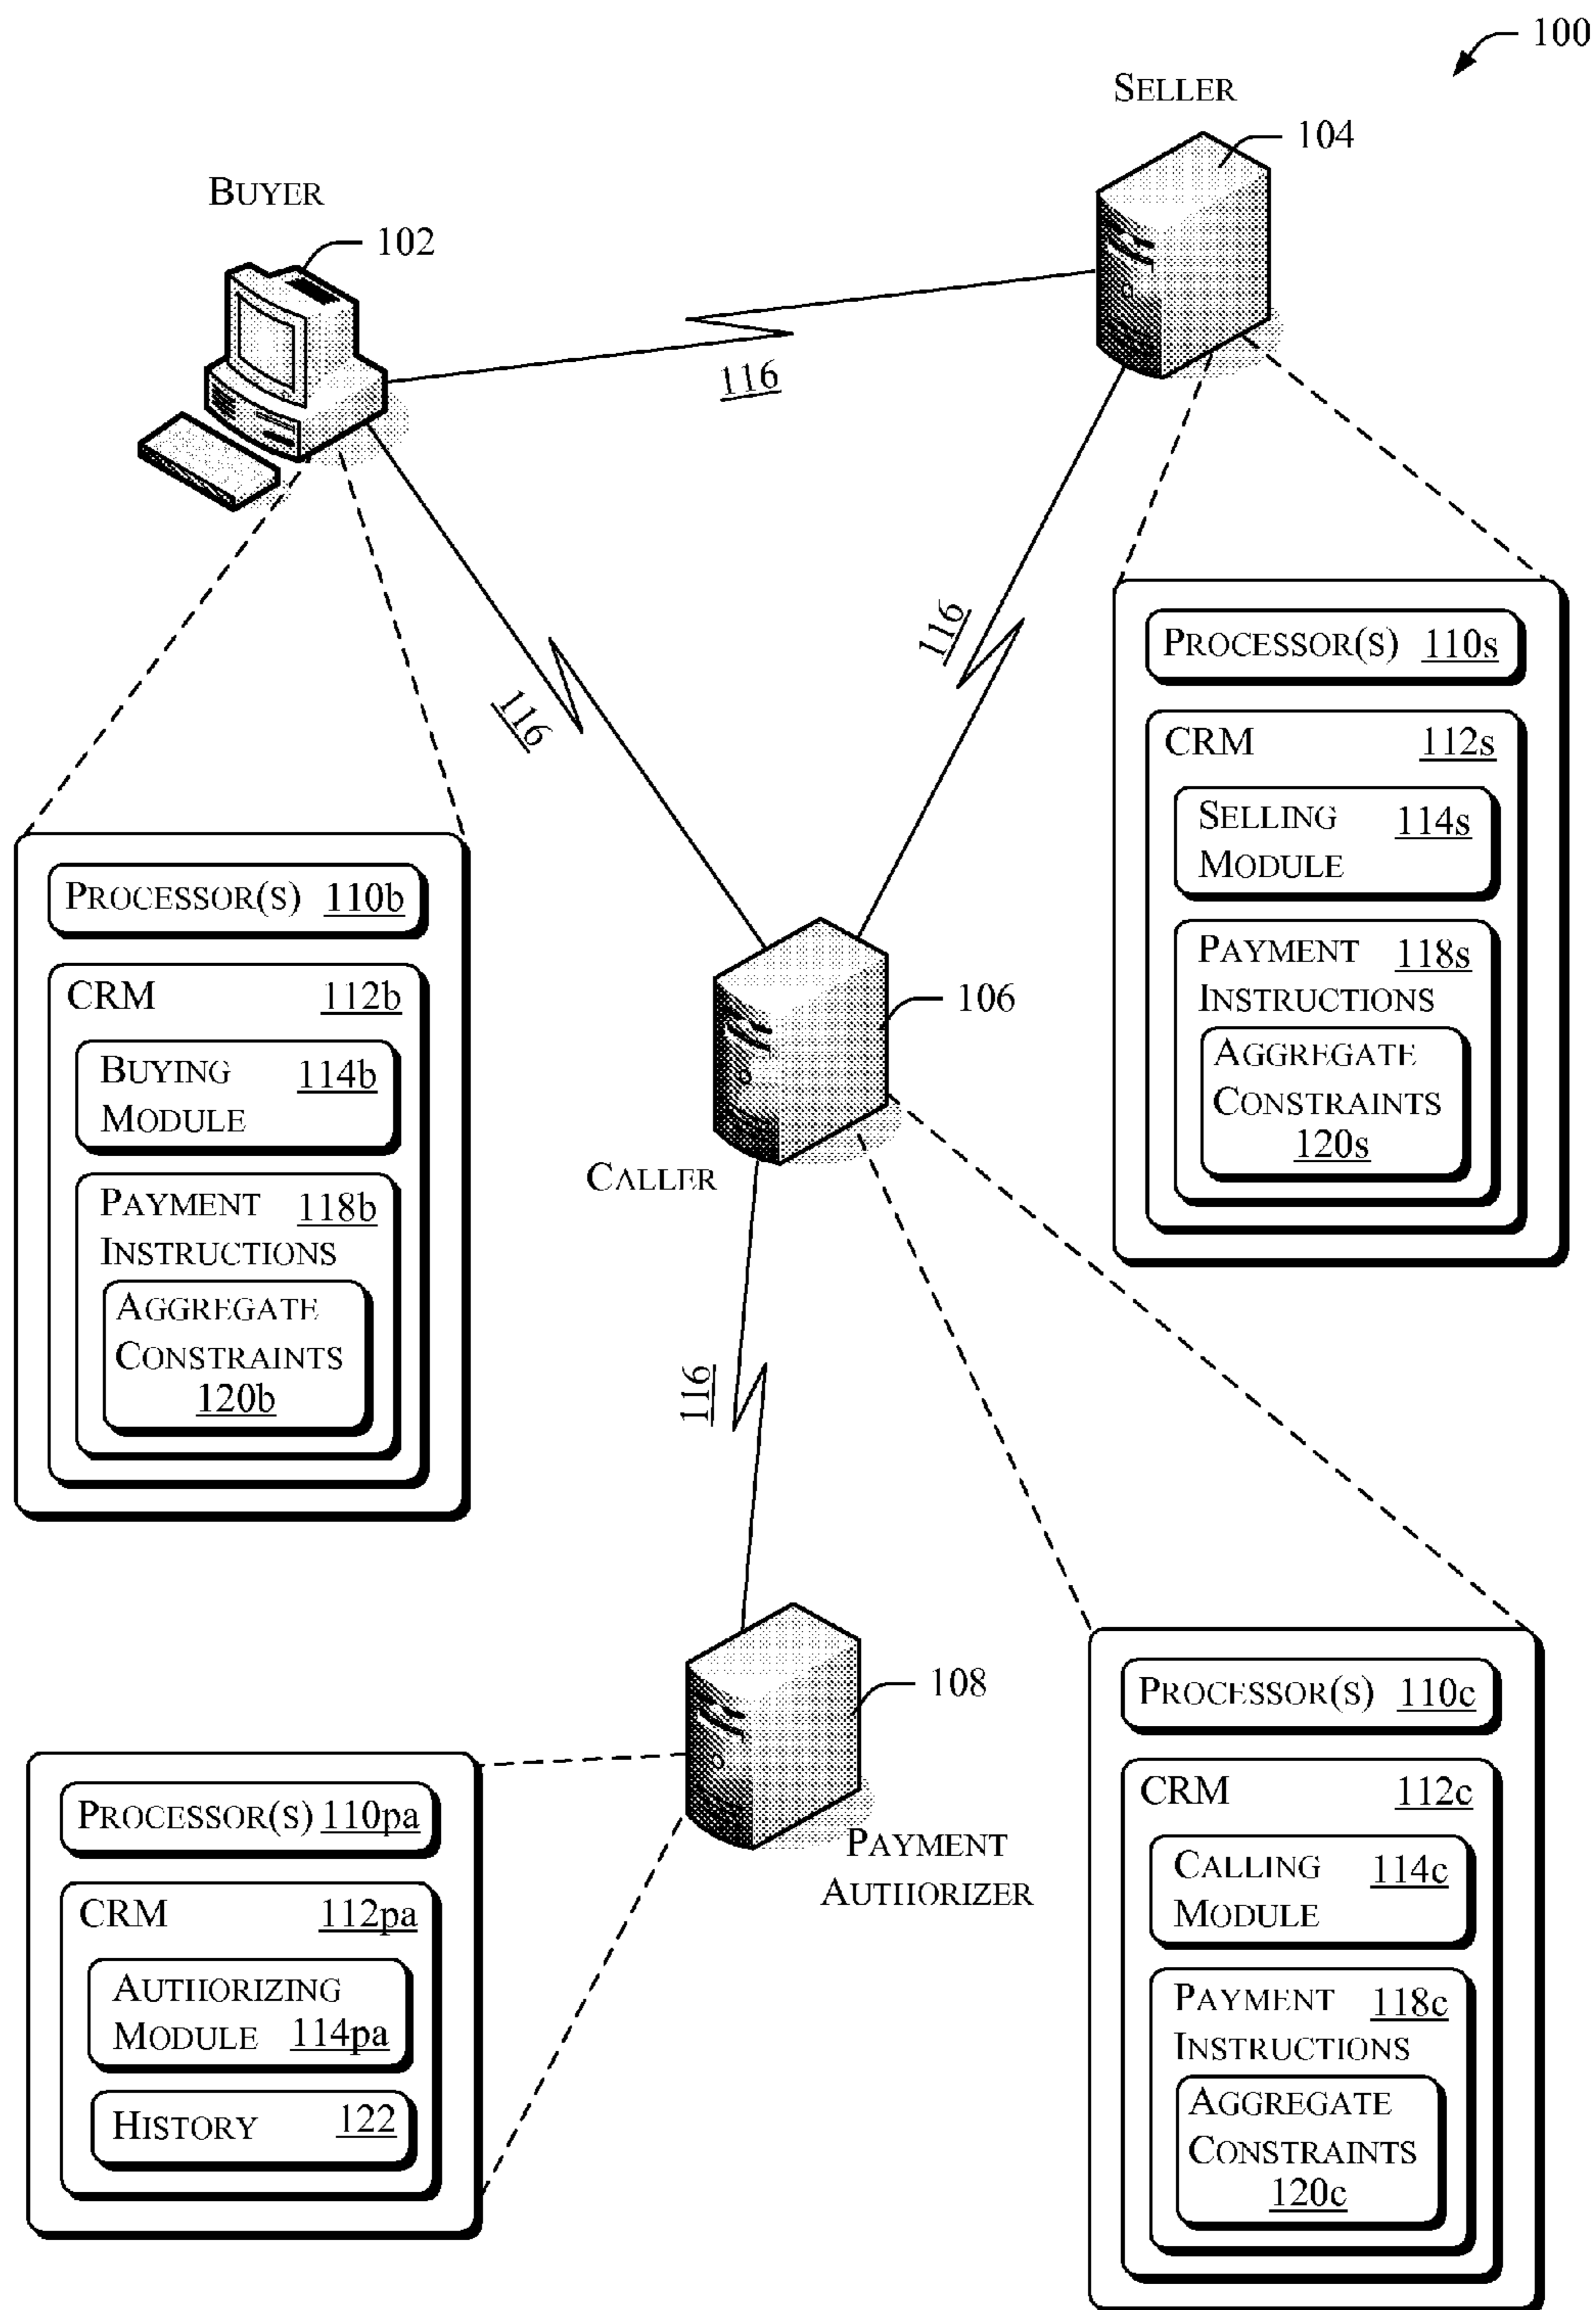 100
SELLER
104
BUYER
102
116
116
116
PROCESSOR(S) 110s
CRM 112s
SELLING 114s
MODULE
PAYMENT 118s
INSTRUCTIONS
AGGREGATE
CONSTRAINTS
120s
PROCESSOR(S) 110b
CRM 112b
BUYING 114b
MODULE
PAYMENT 118b
INSTRUCTIONS
AGGREGATE
CONSTRAINTS
120b
106
CALLER
116
108
PAYMENT
AUTHORIZER
PROCESSOR(S) 110c
CRM 112c
CALLING 114c
MODULE
PAYMENT 118c
INSTRUCTIONS
AGGREGATE
CONSTRAINTS
120c
PROCESSOR(S) 110pa
CRM 112pa
AUTHORIZING
MODULE 114pa
HISTORY 122